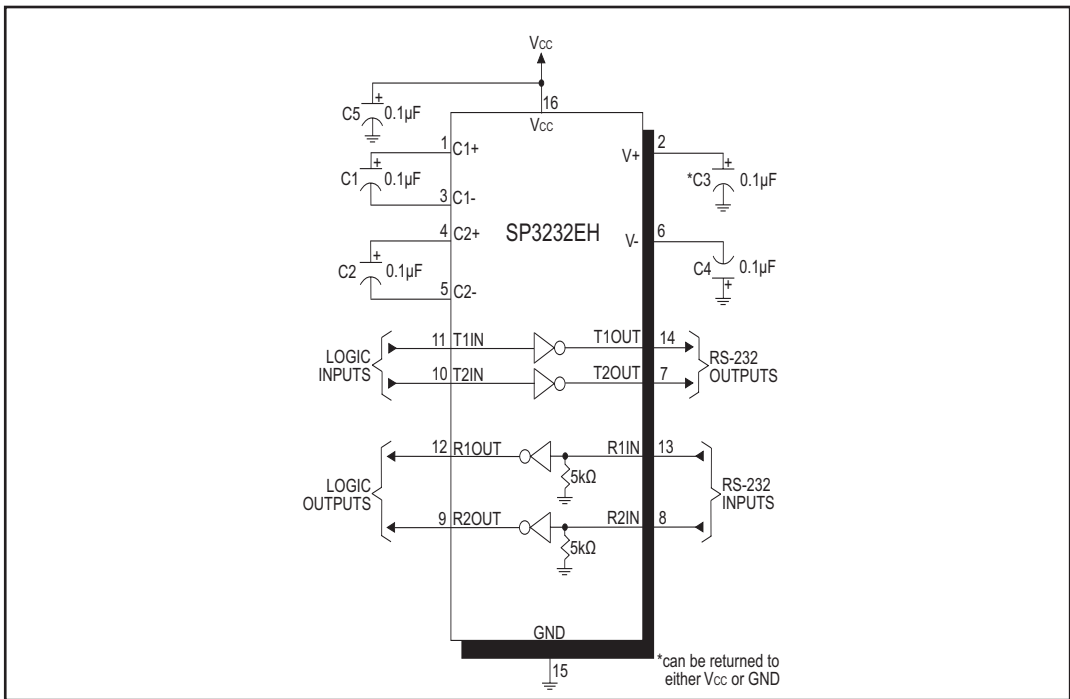 VCC
16
VCC
C5
+
0.1µF
1
C1+
C1
+
0.1µF
3
C1-
4
C2+
C2
+
0.1µF
5
C2-
SP3232EH
V+
2
*C3
+
0.1µF
V-
6
C4
0.1µF
+
LOGIC
INPUTS
11
T1IN
T1OUT
14
10
T2IN
T2OUT
7
RS-232
OUTPUTS
LOGIC
OUTPUTS
12
R1OUT
R1IN
13
5kΩ
9
R2OUT
R2IN
8
5kΩ
RS-232
INPUTS
GND
15
*can be returned to
either VCC or GND